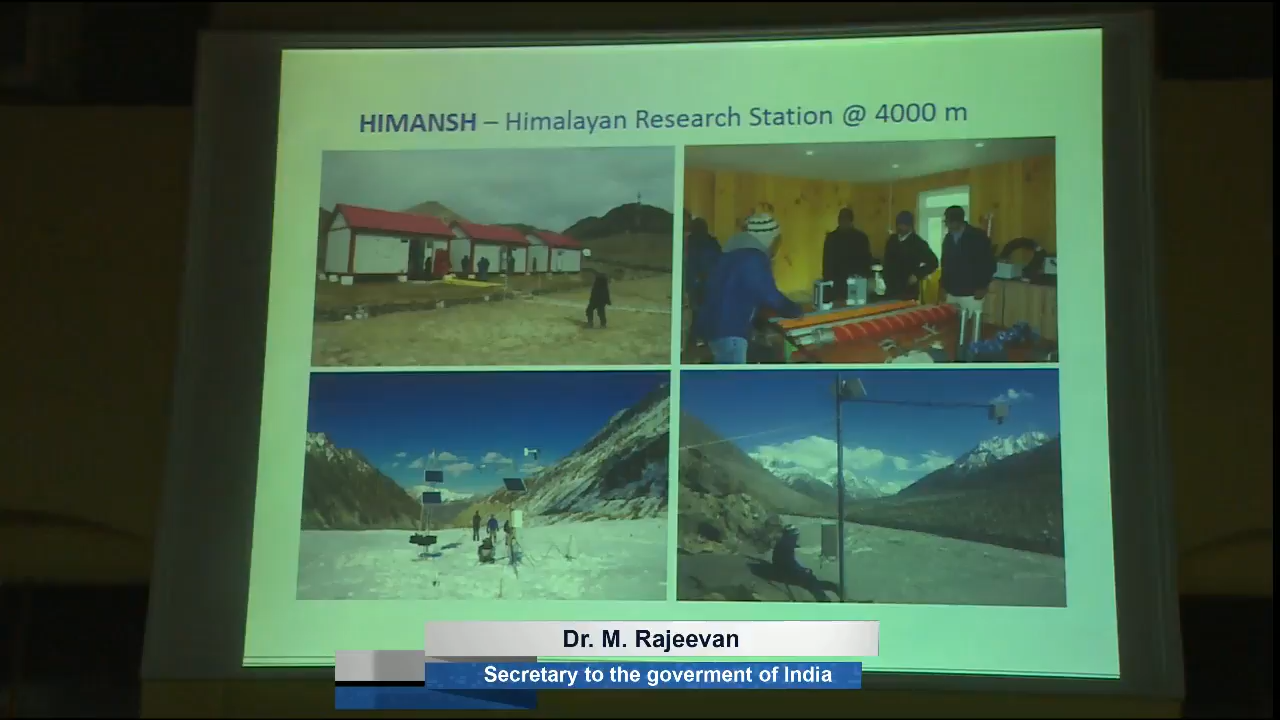 HIMANSH – Himalayan Research Station @ 4000 m
Dr. M. Rajeevan
Secretary to the goverment of India